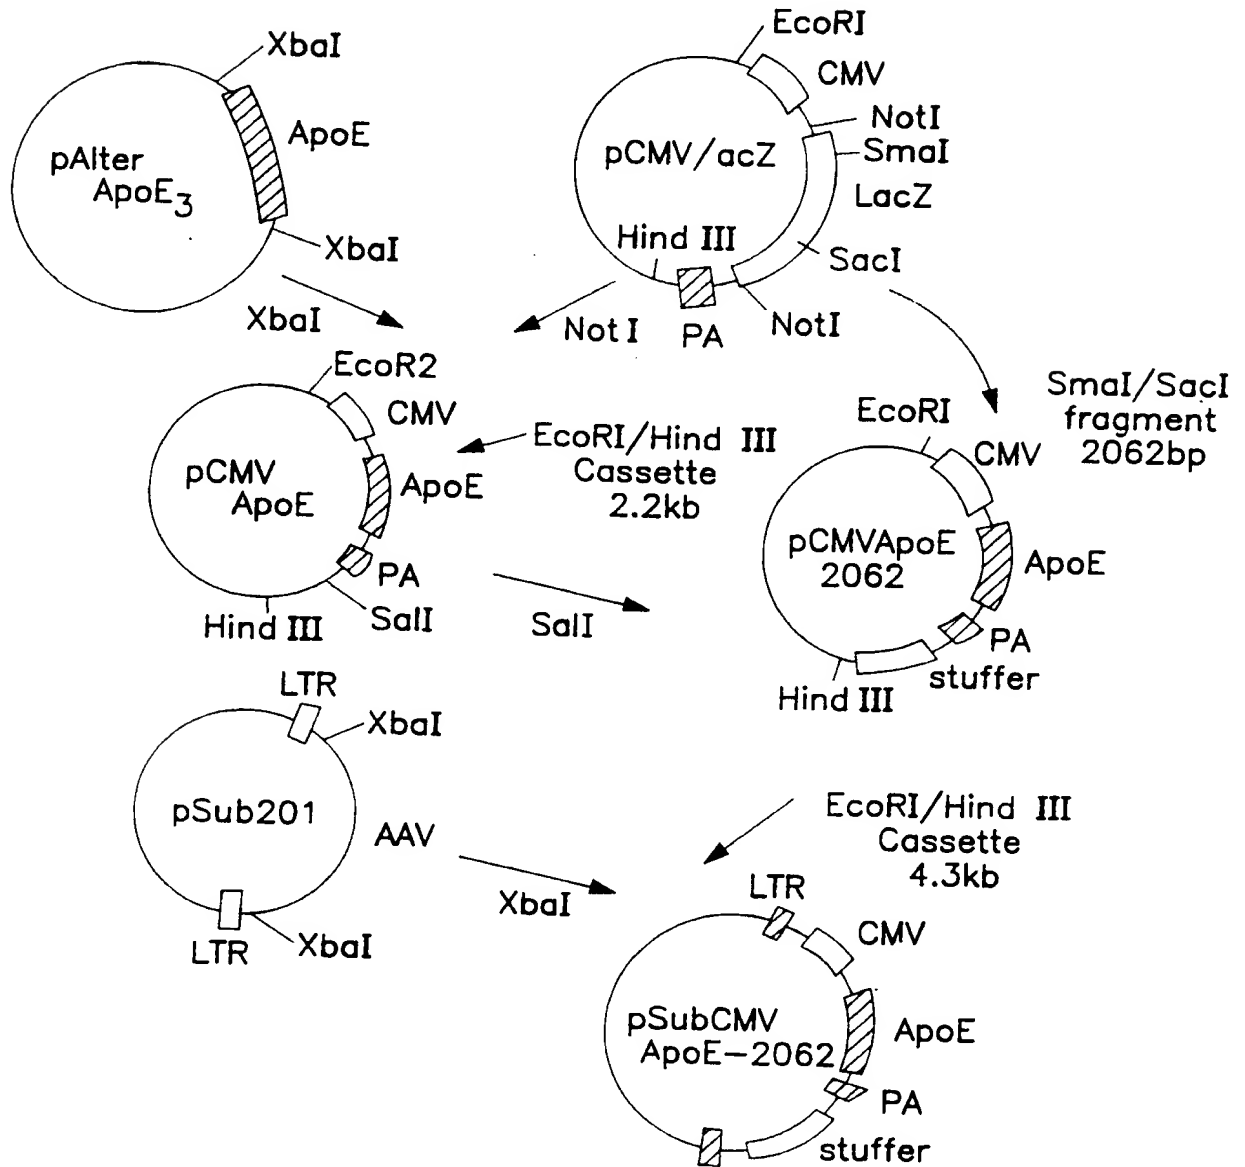 XbaI
ApoE
pAlter
ApoE3
XbaI
XbaI
EcoRI
CMV
NotI
SmaI
pCMV/acZ
LacZ
Hind III
SacI
Not I
PA
NotI
EcoR2
CMV
pCMV
ApoE
ApoE
PA
SalI
Hind III
EcoRI/Hind III
Cassette
2.2kb
SalI
SmaI/SacI
fragment
2062bp
EcoRI
CMV
pCMVApoE
2062
ApoE
PA
stuffer
Hind III
LTR
XbaI
pSub201
AAV
LTR
XbaI
XbaI
EcoRI/Hind III
Cassette
4.3kb
LTR
CMV
pSubCMV
ApoE-2062
ApoE
PA
stuffer